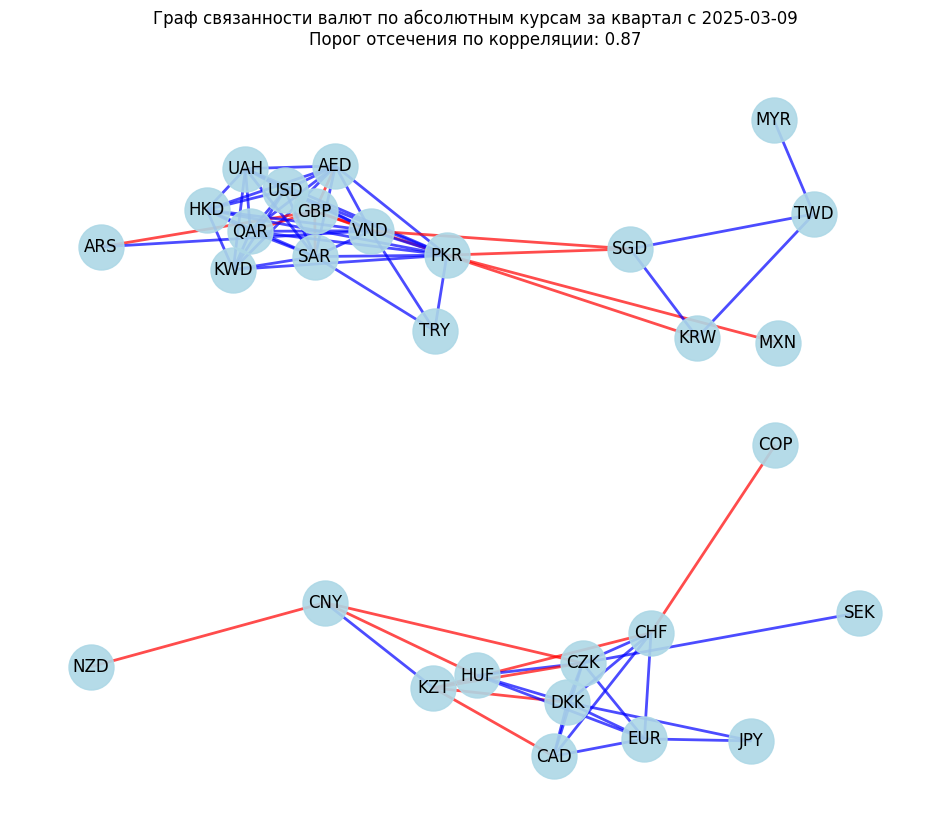 Граф связанности валют по абсолютным курсам за квартал с 2025-03-09
Порог отсечения по корреляции: 0.87
MYR
UAH
AED
USD
HKD
GBP
TWD
QAR
VND
ARS
SGD
PKR
SAR
KWD
TRY
KRW
MXN
COP
CNY
SEK
CHF
CZK
NZD
HUF
KZT
DKK
EUR
JPY
CAD